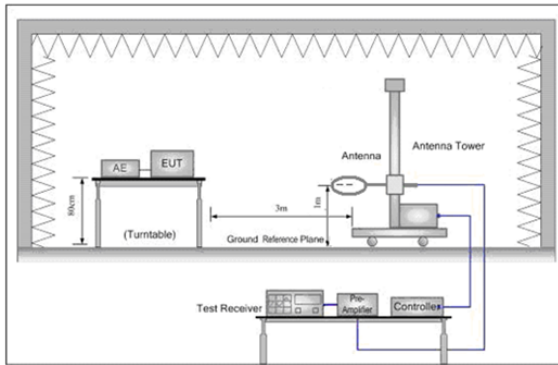 EUT
AE
Antenna
Antenna Tower
80cm
1m
3m
(Turntable)
Ground Reference Plane
Test Receiver
Pre-
Amplifier
Controller